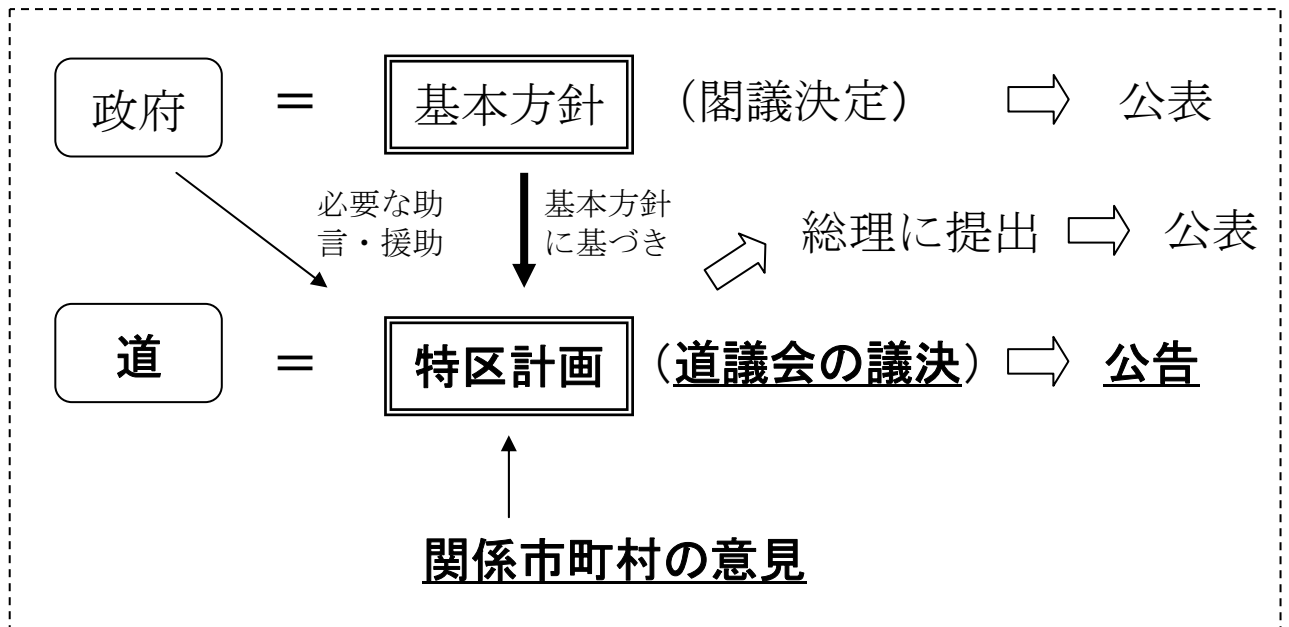 政府 = 基本方針 (閣議決定) ⇨ 公表
必要な助
言・援助
基本方針
に基づき
総理に提出 ⇨ 公表
道 = 特区計画 (道議会の議決) ⇨ 公告
関係市町村の意見